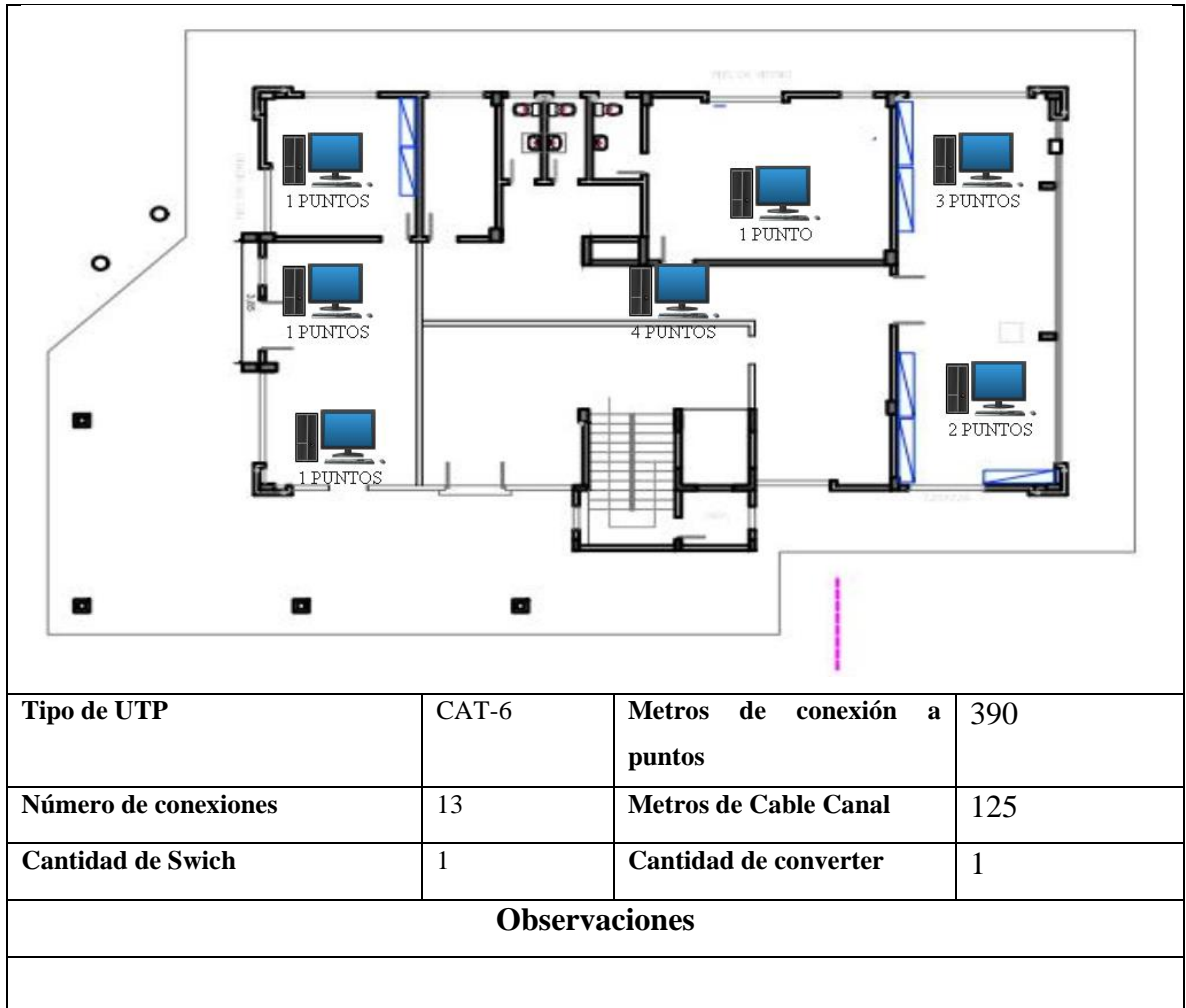 1 PUNTOS
3 PUNTOS
1 PUNTO
1 PUNTOS
4 PUNTOS
2 PUNTOS
1 PUNTOS
Tipo de UTP CAT-6 Metros de conexión a
puntos 390
Número de conexiones 13 Metros de Cable Canal 125
Cantidad de Swich 1 Cantidad de converter 1
Observaciones